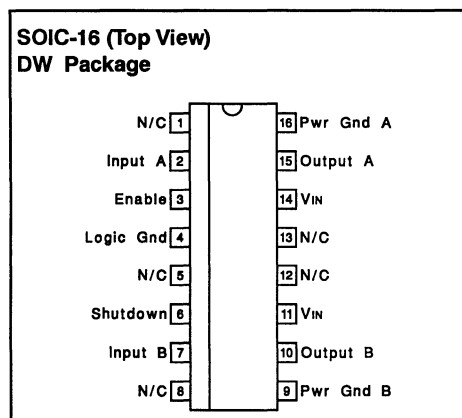 SOIC-16 (Top View)
DW Package
N/C 1 16 Pwr Gnd A
Input A 2 15 Output A
Enable 3 14 VIN
Logic Gnd 4 13 N/C
N/C 5 12 N/C
Shutdown 6 11 VIN
Input B 7 10 Output B
N/C 8 9 Pwr Gnd B